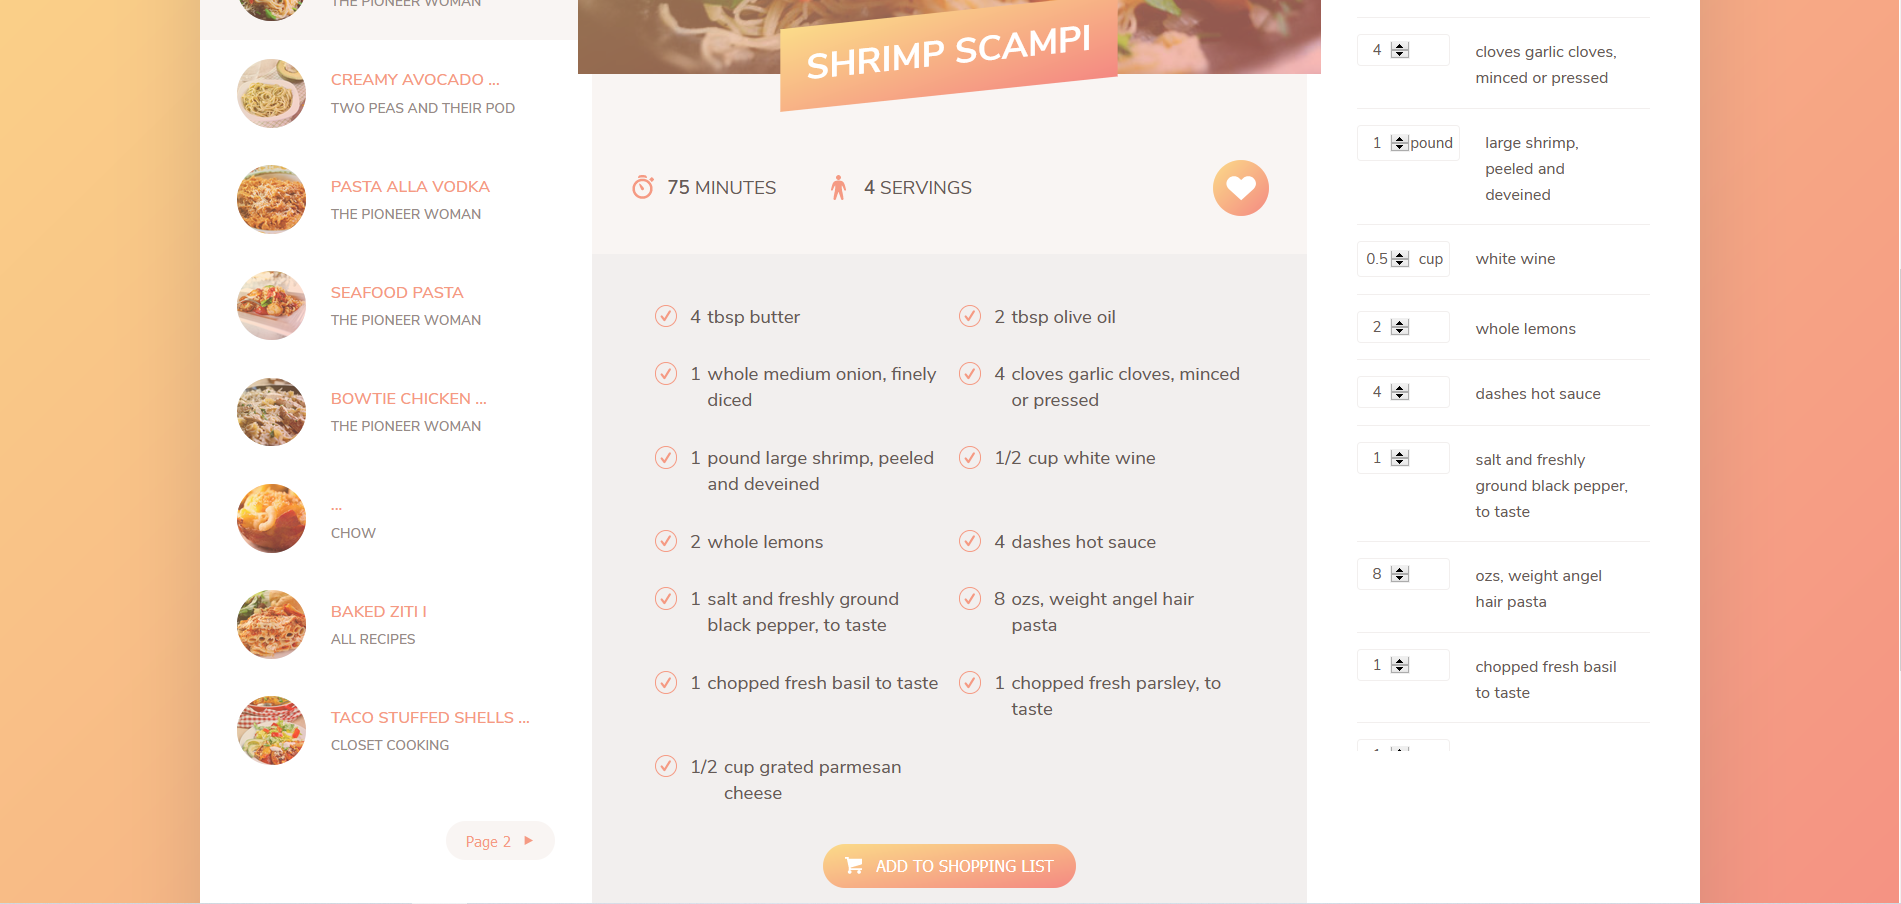 THE PIONEER WOMAN
CREAMY AVOCADO ...
TWO PEAS AND THEIR POD
PASTA ALLA VODKA
THE PIONEER WOMAN
SEAFOOD PASTA
THE PIONEER WOMAN
BOWTIE CHICKEN ...
THE PIONEER WOMAN
...
CHOW
BAKED ZITI I
ALL RECIPES
TACO STUFFED SHELLS ...
CLOSET COOKING
Page 2
SHRIMP SCAMPI
75 MINUTES
4 SERVINGS
4 tbsp butter
2 tbsp olive oil
1 whole medium onion, finely
diced
4 cloves garlic cloves, minced
or pressed
1 pound large shrimp, peeled
and deveined
1/2 cup white wine
2 whole lemons
4 dashes hot sauce
1 salt and freshly ground
black pepper, to taste
8 ozs, weight angel hair
pasta
1 chopped fresh basil to taste
1 chopped fresh parsley, to
taste
1/2 cup grated parmesan
cheese
ADD TO SHOPPING LIST
4 cloves garlic cloves,
minced or pressed
1 pound large shrimp,
peeled and
deveined
0.5 cup white wine
2 whole lemons
4 dashes hot sauce
1 salt and freshly
ground black pepper,
to taste
8 ozs, weight angel
hair pasta
1 chopped fresh basil
to taste